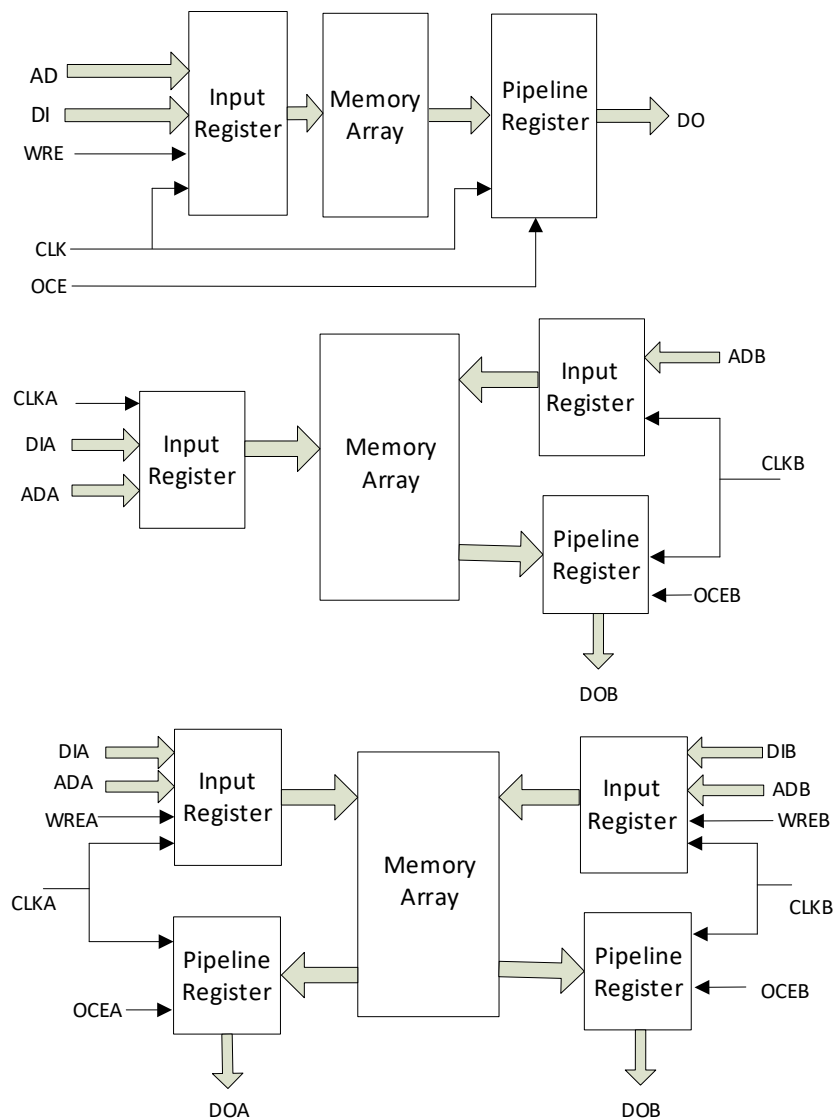 AD
DI
WRE
CLK
OCE
Input
Register
Memory
Array
Pipeline
Register
DO
CLKA
DIA
ADA
Input
Register
Memory
Array
Input
Register
ADB
CLKB
Pipeline
Register
OCEB
DOB
DIA
ADA
WREA
CLKA
OCEA
Input
Register
Pipeline
Register
DOA
Memory
Array
Input
Register
DIB
ADB
WREB
CLKB
Pipeline
Register
OCEB
DOB